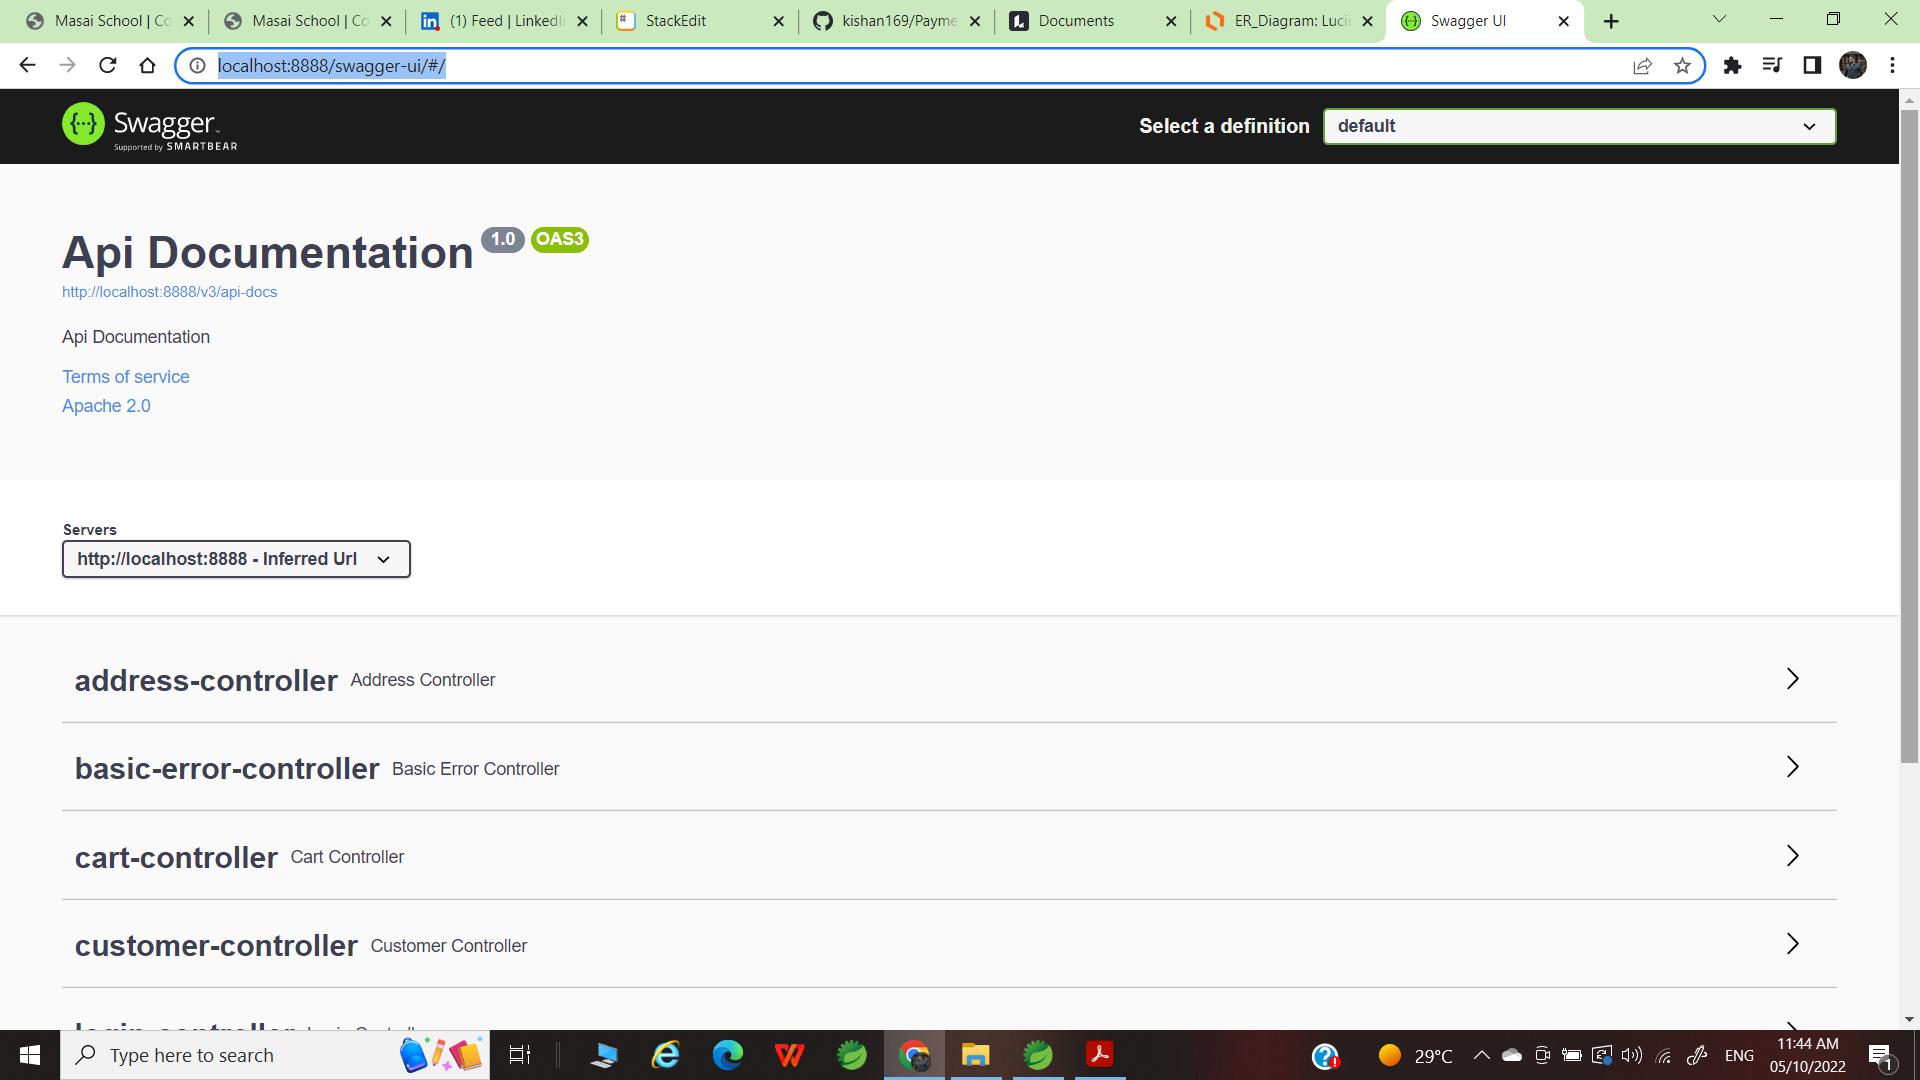 Masai School | Co
Masai School | Co
(1) Feed | LinkedIn
StackEdit
kishan169/Payme
Documents
ER_Diagram: Lucid
Swagger UI
localhost:8888/swagger-ui/#/
Swagger
Supported by SMARTBEAR
Select a definition
default
Api Documentation 1.0 OAS3
http://localhost:8888/v3/api-docs
Api Documentation
Terms of service
Apache 2.0
Servers
http://localhost:8888 - Inferred Url
address-controller Address Controller
basic-error-controller Basic Error Controller
cart-controller Cart Controller
customer-controller Customer Controller
Type here to search
29°C
ENG
11:44 AM
05/10/2022
1